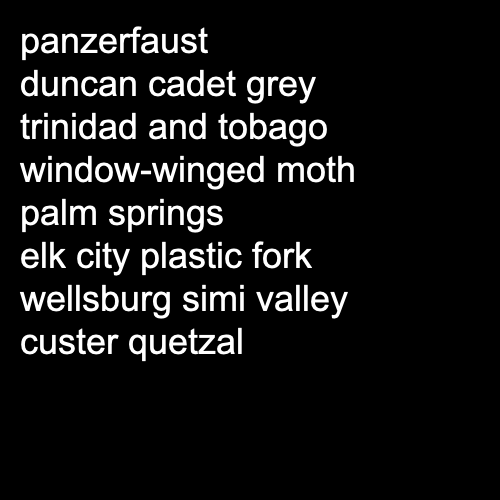 panzerfaust
duncan cadet grey
trinidad and tobago
window-winged moth
palm springs
elk city plastic fork
wellsburg simi valley
custer quetzal